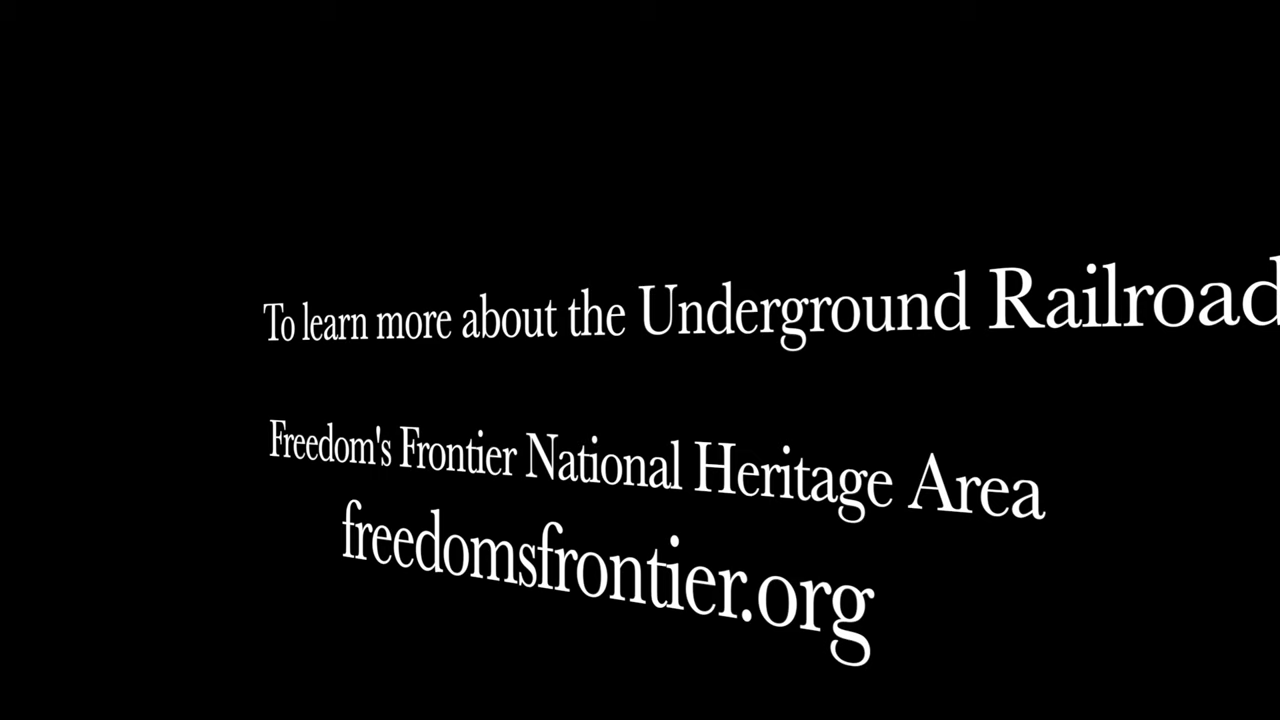 To learn more about the Underground Railroad
Freedom's Frontier National Heritage Area
freedomsfrontier.org